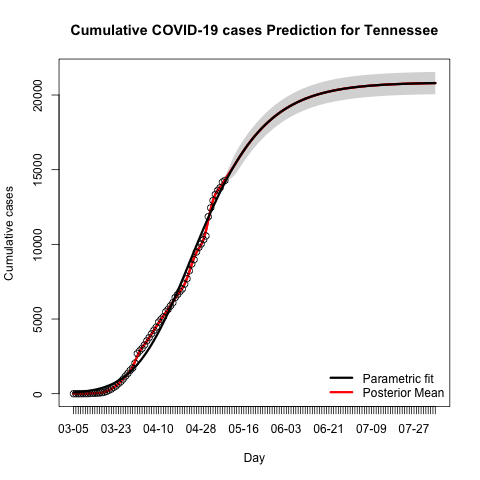 Cumulative COVID-19 cases Prediction for Tennessee
Cumulative cases
20000
15000
10000
5000
0
Parametric fit
Posterior Mean
03-05 03-23 04-10 04-28 05-16 06-03 06-21 07-09 07-27
Day